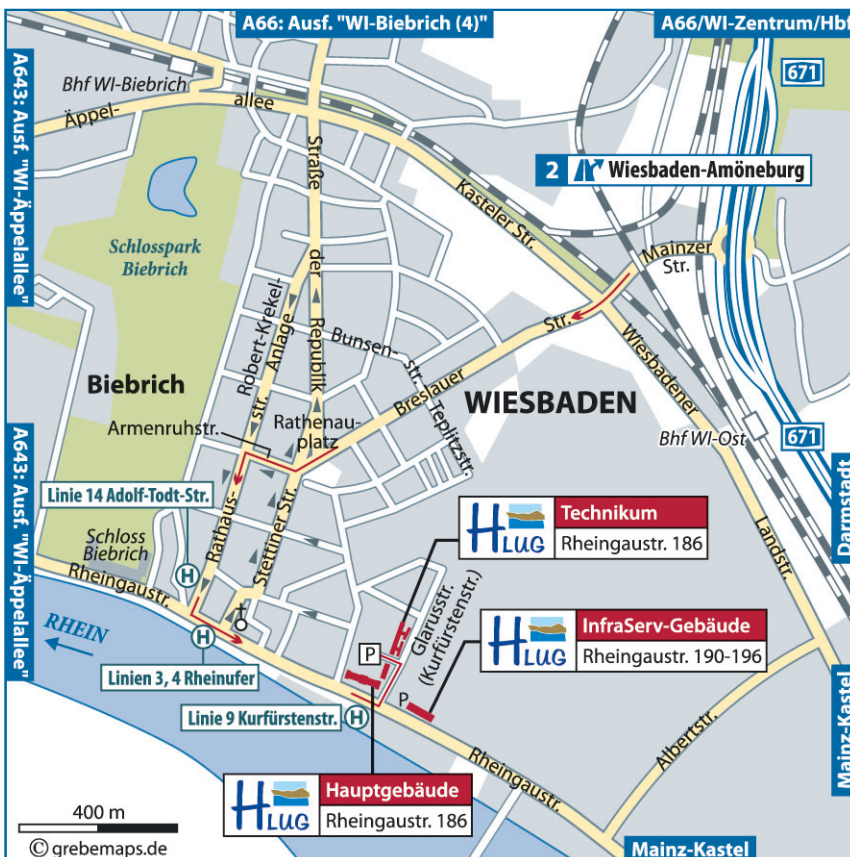 A66: Ausf. "WI-Biebrich (4)"
A66/WI-Zentrum/Hbf
A643: Ausf. "WI-Äppelallee"
Bhf WI-Biebrich
671
Äppel-
allee
Straße
der
Republik
2 Wiesbaden-Amöneburg
Kasteler Str.
Mainzer
Str.
Schlosspark
Biebrich
Robert-Krekel-
Anlage
Bunsen-
str.
Teplitzstr.
Breslauer
Str.
Wiesbadener
Landstr.
Biebrich
WIESBADEN
Armenruhstr.
Rathenau-
platz
Bhf WI-Ost
671
A643: Ausf. "WI-Äppelallee"
Darmstadt
Linie 14 Adolf-Todt-Str.
Rathaus-
str.
Stettiner Str.
HLUG
Technikum
Rheingaustr. 186
Schloss
Biebrich
Rheingaustr.
H
Glarusstr.
(Kurfürstenstr.)
HLUG
InfraServ-Gebäude
Rheingaustr. 190-196
RHEIN
H
P
Linien 3, 4 Rheinufer
P
Linie 9 Kurfürstenstr.
H
Rheingaustr.
Albertstr.
Mainz-Kastel
HLUG
Hauptgebäude
Rheingaustr. 186
400 m
© grebemaps.de
Mainz-Kastel